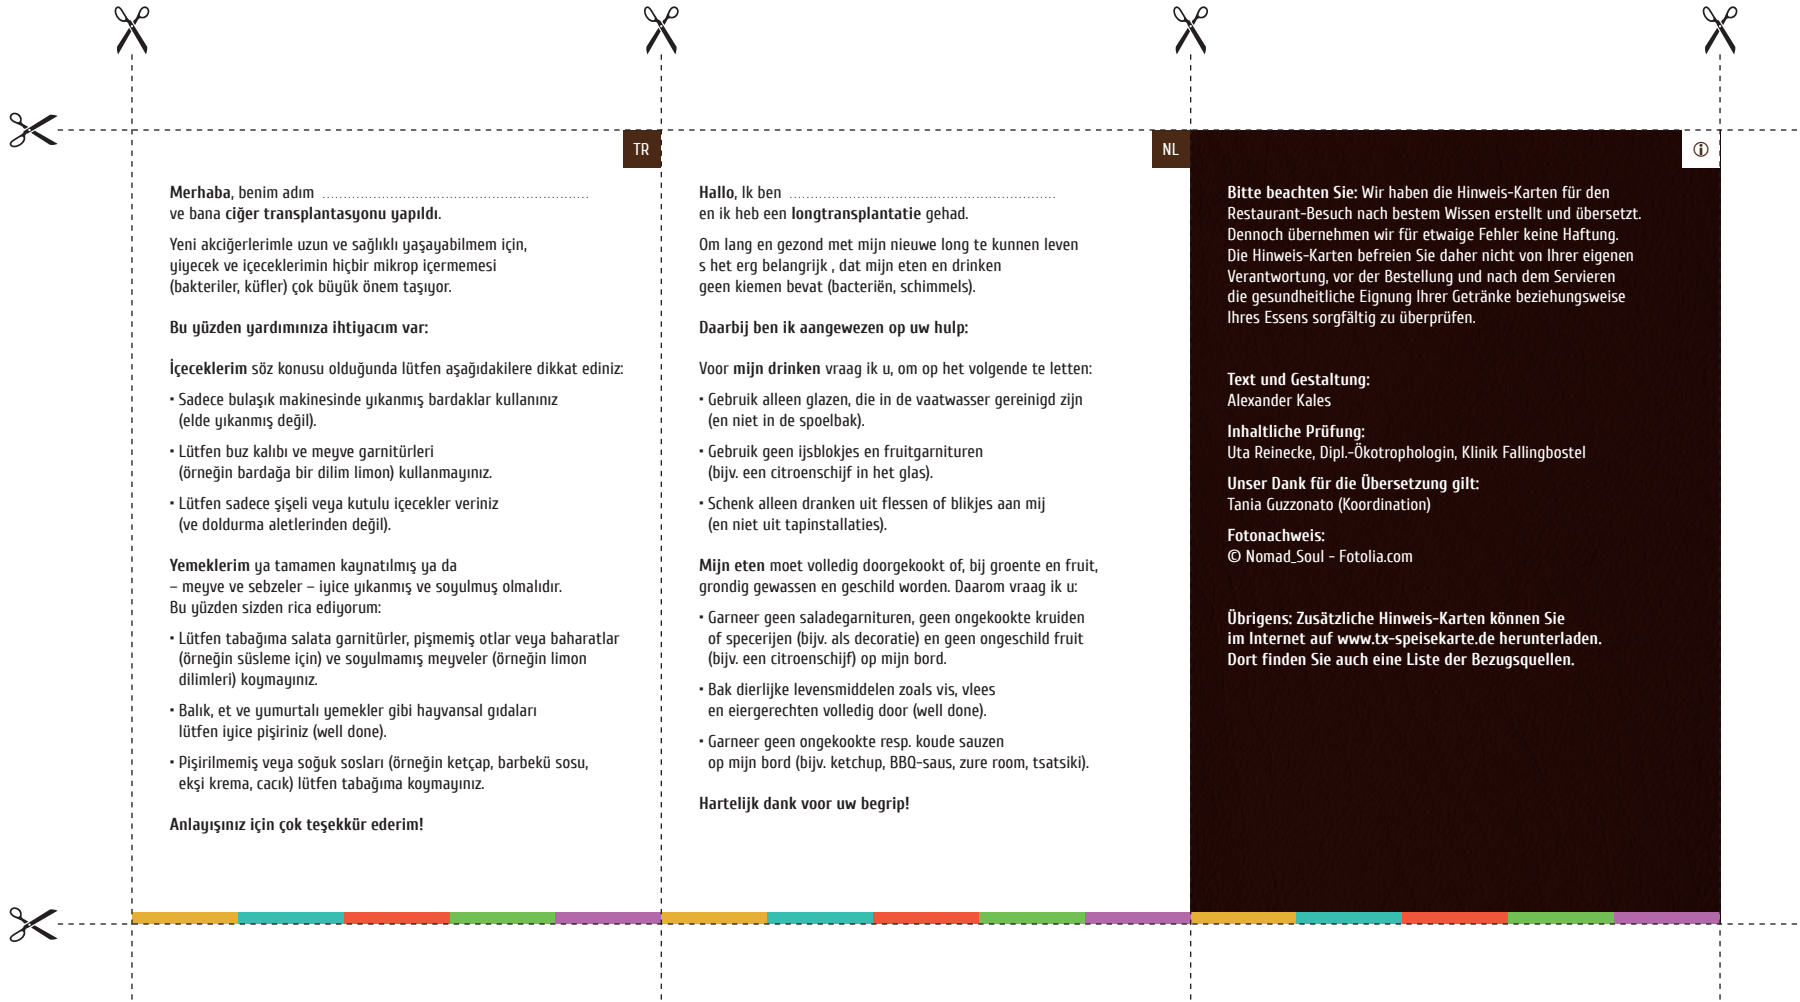 TR
Merhaba, benim adım ................................................................
ve bana ciğer transplantasyonu yapıldı.
Yeni akciğerlerimle uzun ve sağlıklı yaşayabilmem için,
yiyecek ve içeceklerimin hiçbir mikrop içermemesi
(bakteriler, küfler) çok büyük önem taşıyor.
Bu yüzden yardımınıza ihtiyacım var:
İçeceklerim söz konusu olduğunda lütfen aşağıdakilere dikkat ediniz:
• Sadece bulaşık makinesinde yıkanmış bardaklar kullanınız
(elde yıkanmış değil).
• Lütfen buz kalıbı ve meyve garnitürleri
(örneğin bardağa bir dilim limon) kullanmayınız.
• Lütfen sadece şişeli veya kutulu içecekler veriniz
(ve doldurma aletlerinden değil).
Yemeklerim ya tamamen kaynatılmış ya da
– meyve ve sebzeler – iyice yıkanmış ve soyulmuş olmalıdır.
Bu yüzden sizden rica ediyorum:
• Lütfen tabağıma salata garnitürler, pişmemiş otlar veya baharatlar
(örneğin süsleme için) ve soyulmamış meyveler (örneğin limon
dilimleri) koymayınız.
• Balık, et ve yumurtalı yemekler gibi hayvansal gıdaları
lütfen iyice pişiriniz (well done).
• Pişirilmemiş veya soğuk sosları (örneğin ketçap, barbekü sosu,
ekşi krema, cacık) lütfen tabağıma koymayınız.
Anlayışınız için çok teşekkür ederim!
NL
Hallo, Ik ben ................................................................
en ik heb een longtransplantatie gehad.
Om lang en gezond met mijn nieuwe long te kunnen leven
s het erg belangrijk , dat mijn eten en drinken
geen kiemen bevat (bacteriën, schimmels).
Daarbij ben ik aangewezen op uw hulp:
Voor mijn drinken vraag ik u, om op het volgende te letten:
• Gebruik alleen glazen, die in de vaatwasser gereinigd zijn
(en niet in de spoelbak).
• Gebruik geen ijsblokjes en fruitgarnituren
(bijv. een citroenschijf in het glas).
• Schenk alleen dranken uit flessen of blikjes aan mij
(en niet uit tapinstallaties).
Mijn eten moet volledig doorgekookt of, bij groente en fruit,
grondig gewassen en geschild worden. Daarom vraag ik u:
• Garneer geen saladegarnituren, geen ongekookte kruiden
of specerijen (bijv. als decoratie) en geen ongeschild fruit
(bijv. een citroenschijf) op mijn bord.
• Bak dierlijke levensmiddelen zoals vis, vlees
en eiergerechten volledig door (well done).
• Garneer geen ongekookte resp. koude sauzen
op mijn bord (bijv. ketchup, BBQ-saus, zure room, tsatsiki).
Hartelijk dank voor uw begrip!
i
Bitte beachten Sie: Wir haben die Hinweis-Karten für den
Restaurant-Besuch nach bestem Wissen erstellt und übersetzt.
Dennoch übernehmen wir für etwaige Fehler keine Haftung.
Die Hinweis-Karten befreien Sie daher nicht von Ihrer eigenen
Verantwortung, vor der Bestellung und nach dem Servieren
die gesundheitliche Eignung Ihrer Getränke beziehungsweise
Ihres Essens sorgfältig zu überprüfen.
Text und Gestaltung:
Alexander Kales
Inhaltliche Prüfung:
Uta Reinecke, Dipl.-Ökotrophologin, Klinik Fallingbostel
Unser Dank für die Übersetzung gilt:
Tania Guzzonato (Koordination)
Fotonachweis:
© Nomad_Soul - Fotolia.com
Übrigens: Zusätzliche Hinweis-Karten können Sie
im Internet auf www.tx-speisekarte.de herunterladen.
Dort finden Sie auch eine Liste der Bezugsquellen.